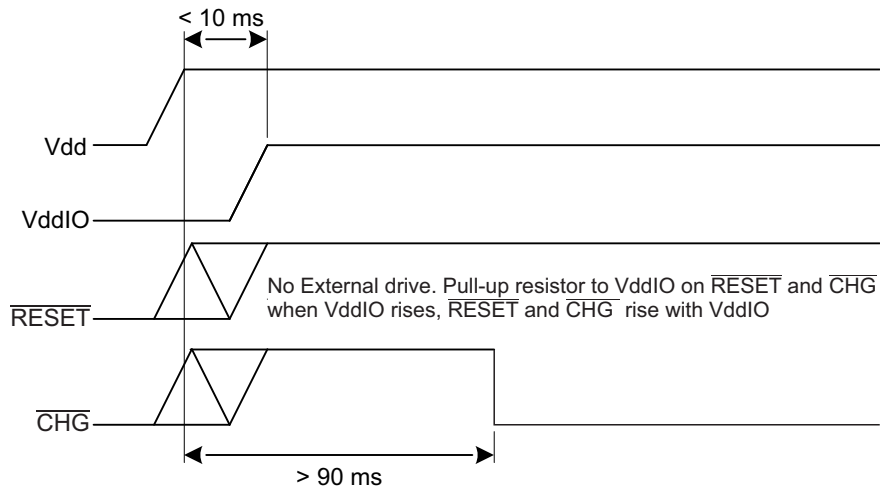 < 10 ms
Vdd
VddIO
No External drive. Pull-up resistor to VddIO on RESET and CHG
when VddIO rises, RESET and CHG rise with VddIO
RESET
CHG
> 90 ms